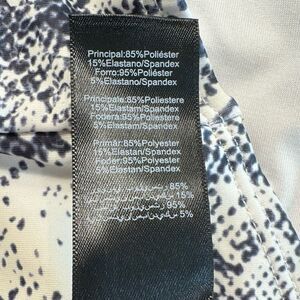 Principal:85%Poliéster
15%Elastano/Spandex
Forro:95%Poliéster
5%Elastano/Spandex
Principale:85%Poliestere
15%Elastam/Spandex
Fodera:95%Poliestere
5%Elastam/Spandex
Primär:85%Polyester
15%Elastan/Spandex
Foder:95%Polyester
5%Elastan/Spandex
85%
15%
95%
5%